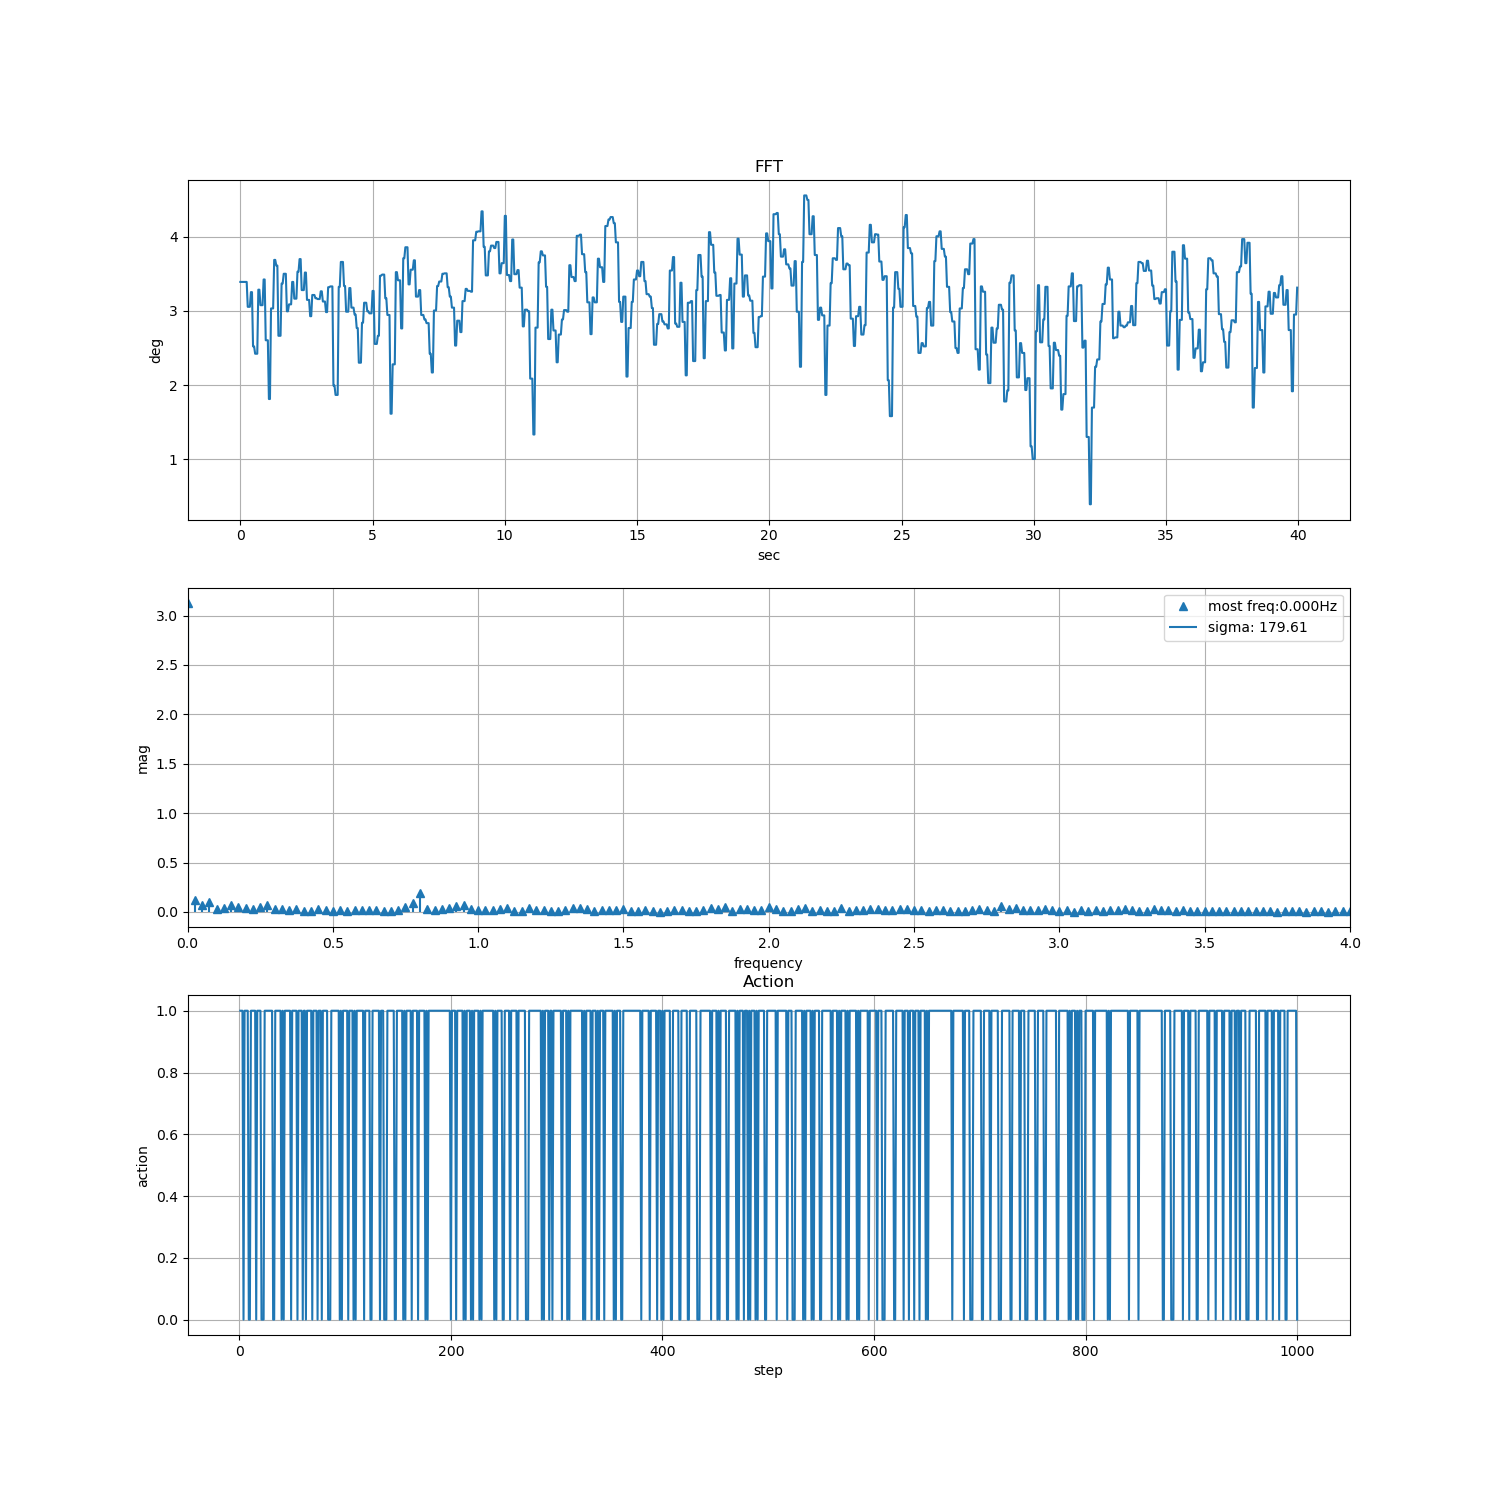 FFT
4
3
2
1
deg
0 5 10 15 20 25 30 35 40
sec
most freq:0.000Hz
sigma: 179.61
3.0
2.5
2.0
1.5
1.0
0.5
0.0
mag
0.0 0.5 1.0 1.5 2.0 2.5 3.0 3.5 4.0
frequency
Action
1.0
0.8
0.6
0.4
0.2
0.0
action
0 200 400 600 800 1000
step